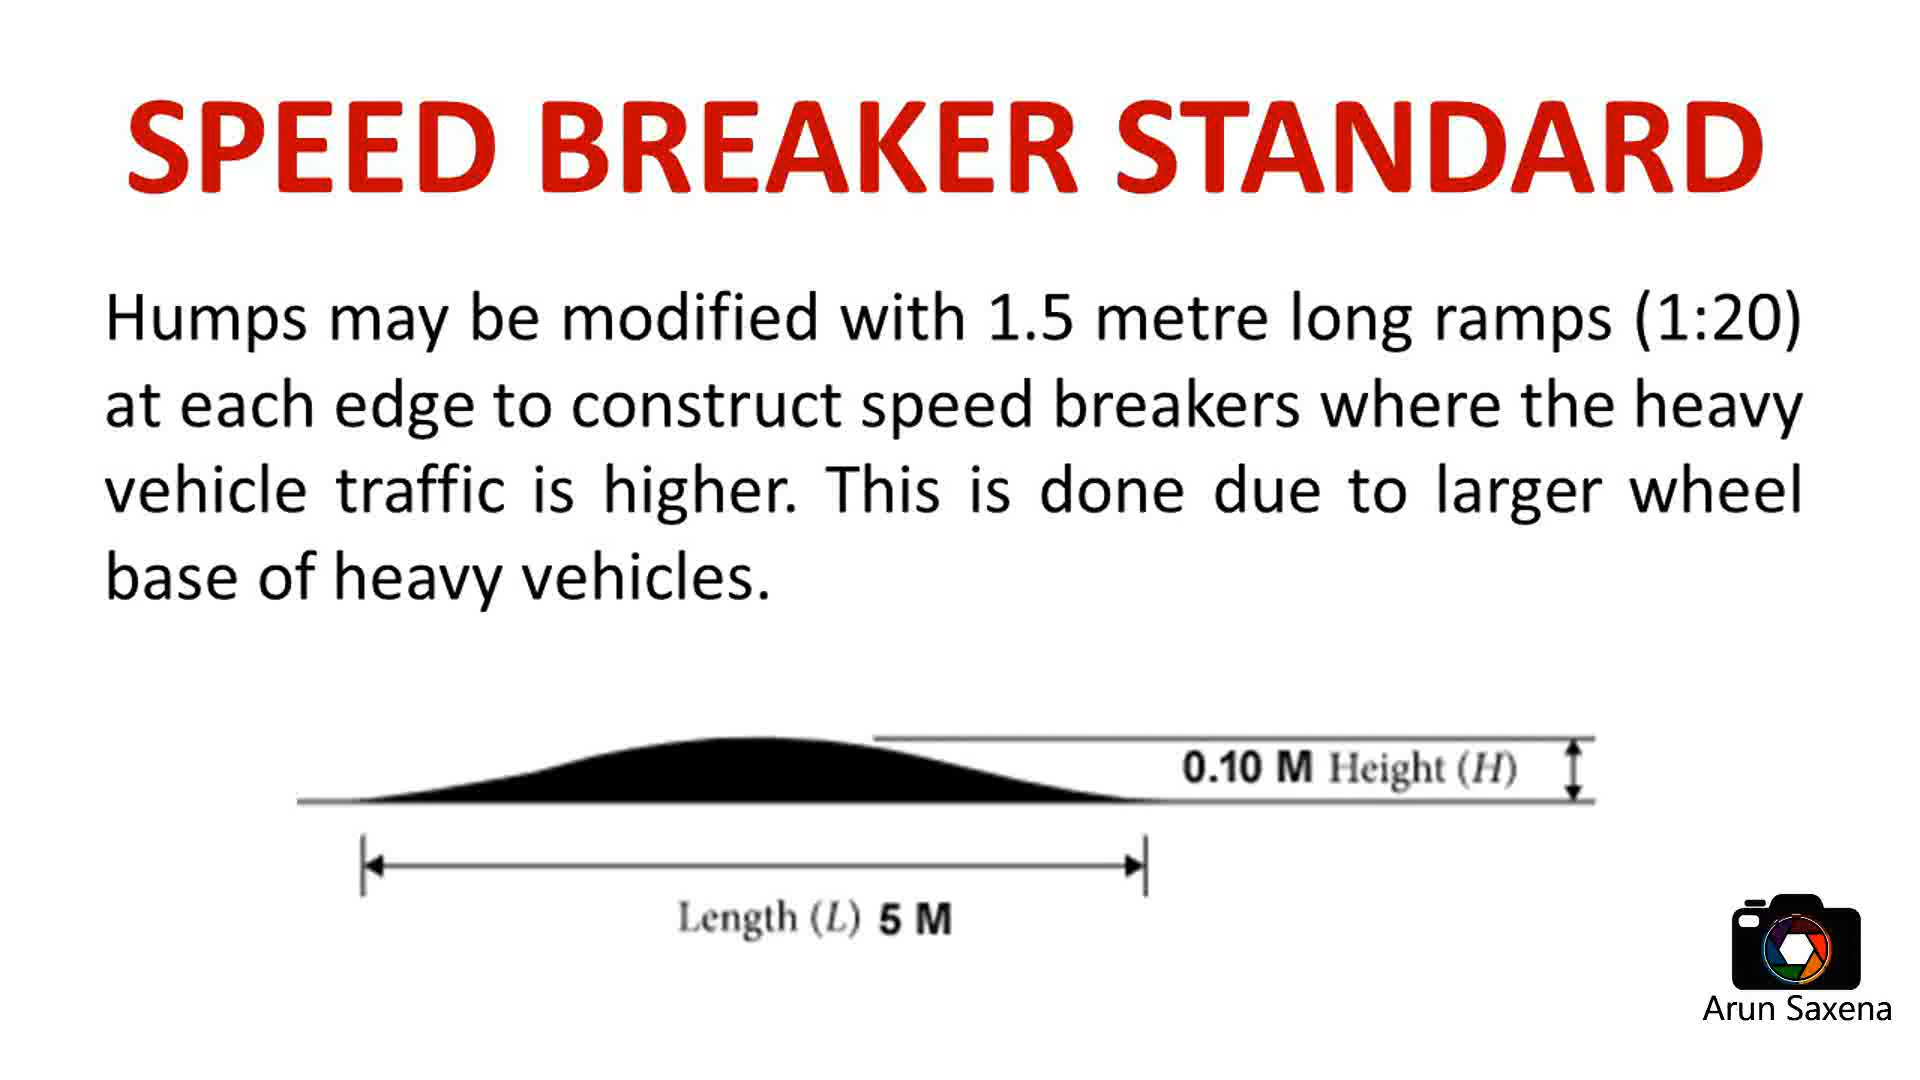 SPEED BREAKER STANDARD
Humps may be modified with 1.5 metre long ramps (1:20)
at each edge to construct speed breakers where the heavy
vehicle traffic is higher. This is done due to larger wheel
base of heavy vehicles.
0.10 M Height (H)
Length (L) 5 M
Arun Saxena